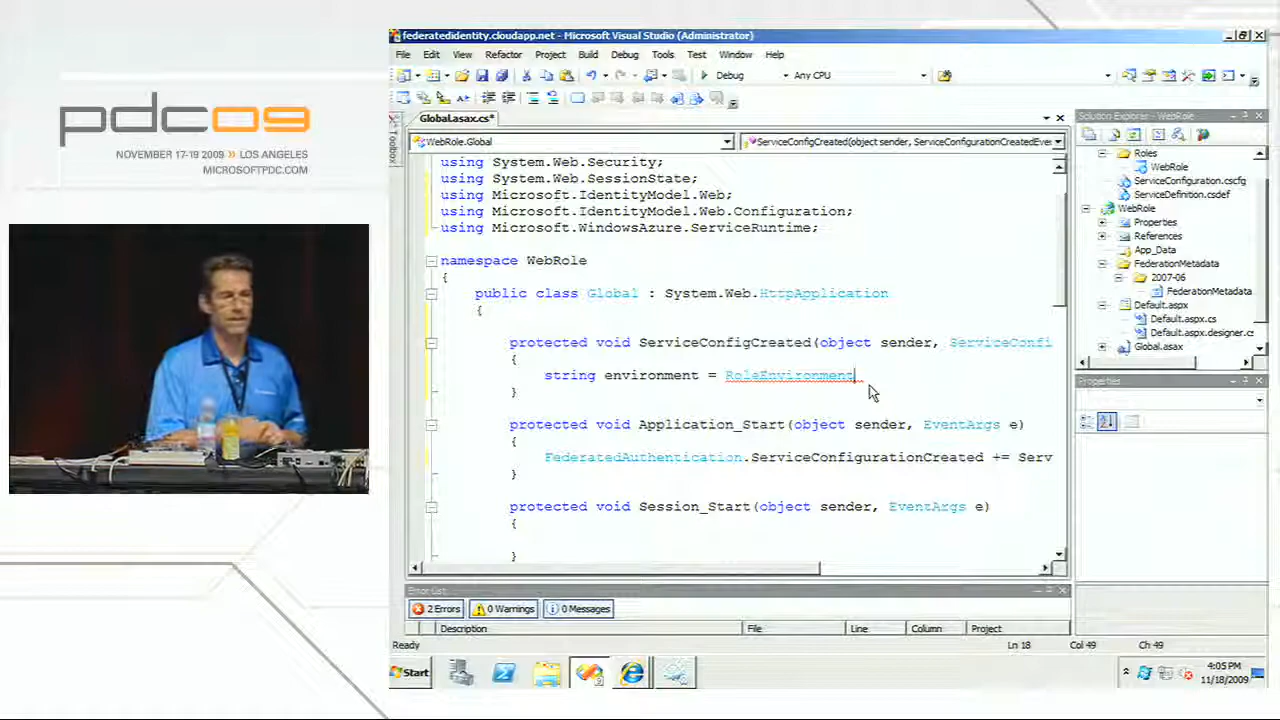 pdc09
NOVEMBER 17-19 2009 » LOS ANGELES
MICROSOFTPDC.COM
federatedidentity.cloudapp.net - Microsoft Visual Studio (Administrator)
File Edit View Refactor Project Build Debug Tools Test Window Help
Debug Any CPU
Global.asax.cs*
Toolbox
WebRole.Global
ServiceConfigCreated(object sender, ServiceConfigurationCreatedEve
using System.Web.Security;
using System.Web.SessionState;
using Microsoft.IdentityModel.Web;
using Microsoft.IdentityModel.Web.Configuration;
using Microsoft.WindowsAzure.ServiceRuntime;
namespace WebRole
{
public class Global : System.Web.HttpApplication
{
protected void ServiceConfigCreated(object sender, ServiceConfi
{
string environment = RoleEnvironment
}
protected void Application_Start(object sender, EventArgs e)
{
FederatedAuthentication.ServiceConfigurationCreated += Serv
}
protected void Session_Start(object sender, EventArgs e)
{
}
Solution Explorer - WebRole
Roles
WebRole
ServiceConfiguration.cscfg
ServiceDefinition.csdef
WebRole
Properties
References
App_Data
FederationMetadata
2007-06
FederationMetadata
Default.aspx
Default.aspx.cs
Default.aspx.designer.cs
Global.asax
Properties
Error List
2 Errors 0 Warnings 0 Messages
Description File Line Column Project
Ready Ln 18 Col 49 Ch 49
Start
4:05 PM
11/18/2009